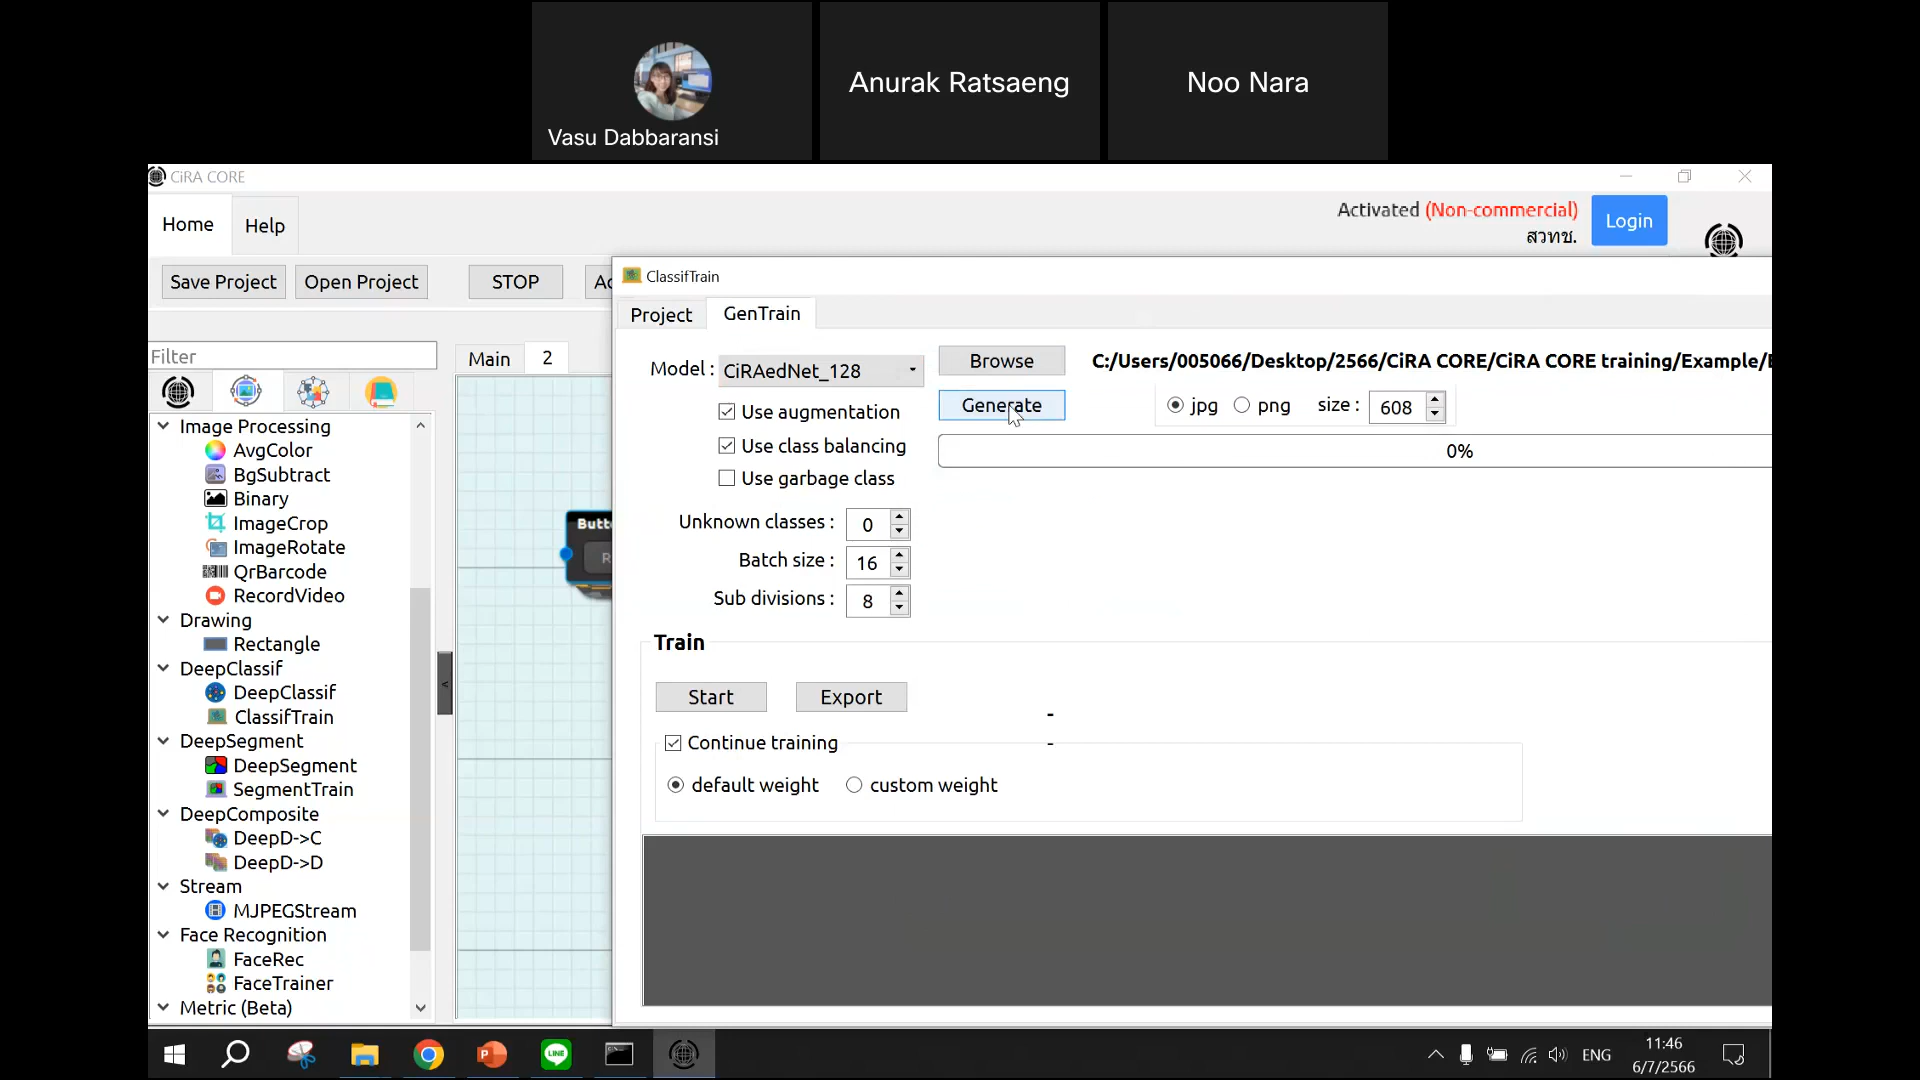 Vasu Dabbaransi
Anurak Ratsaeng
Noo Nara
CiRA CORE
Home
Help
Activated (Non-commercial)
สวทช.
Login
Save Project
Open Project
STOP
ClassifTrain
Project
GenTrain
Filter
Main
2
Model :
CiRAedNet_128
Browse
C:/Users/005066/Desktop/2566/CiRA CORE/CiRA CORE training/Example/
Use augmentation
Generate
jpg
png
size :
608
Use class balancing
0%
Use garbage class
Unknown classes :
0
Batch size :
16
Sub divisions :
8
Train
Start
Export
-
-
Continue training
default weight
custom weight
Image Processing
AvgColor
BgSubtract
Binary
ImageCrop
ImageRotate
QrBarcode
RecordVideo
Drawing
Rectangle
DeepClassif
DeepClassif
ClassifTrain
DeepSegment
DeepSegment
SegmentTrain
DeepComposite
DeepD->C
DeepD->D
Stream
MJPEGStream
Face Recognition
FaceRec
FaceTrainer
Metric (Beta)
Butt
R
<
LINE
ENG
11:46
6/7/2566